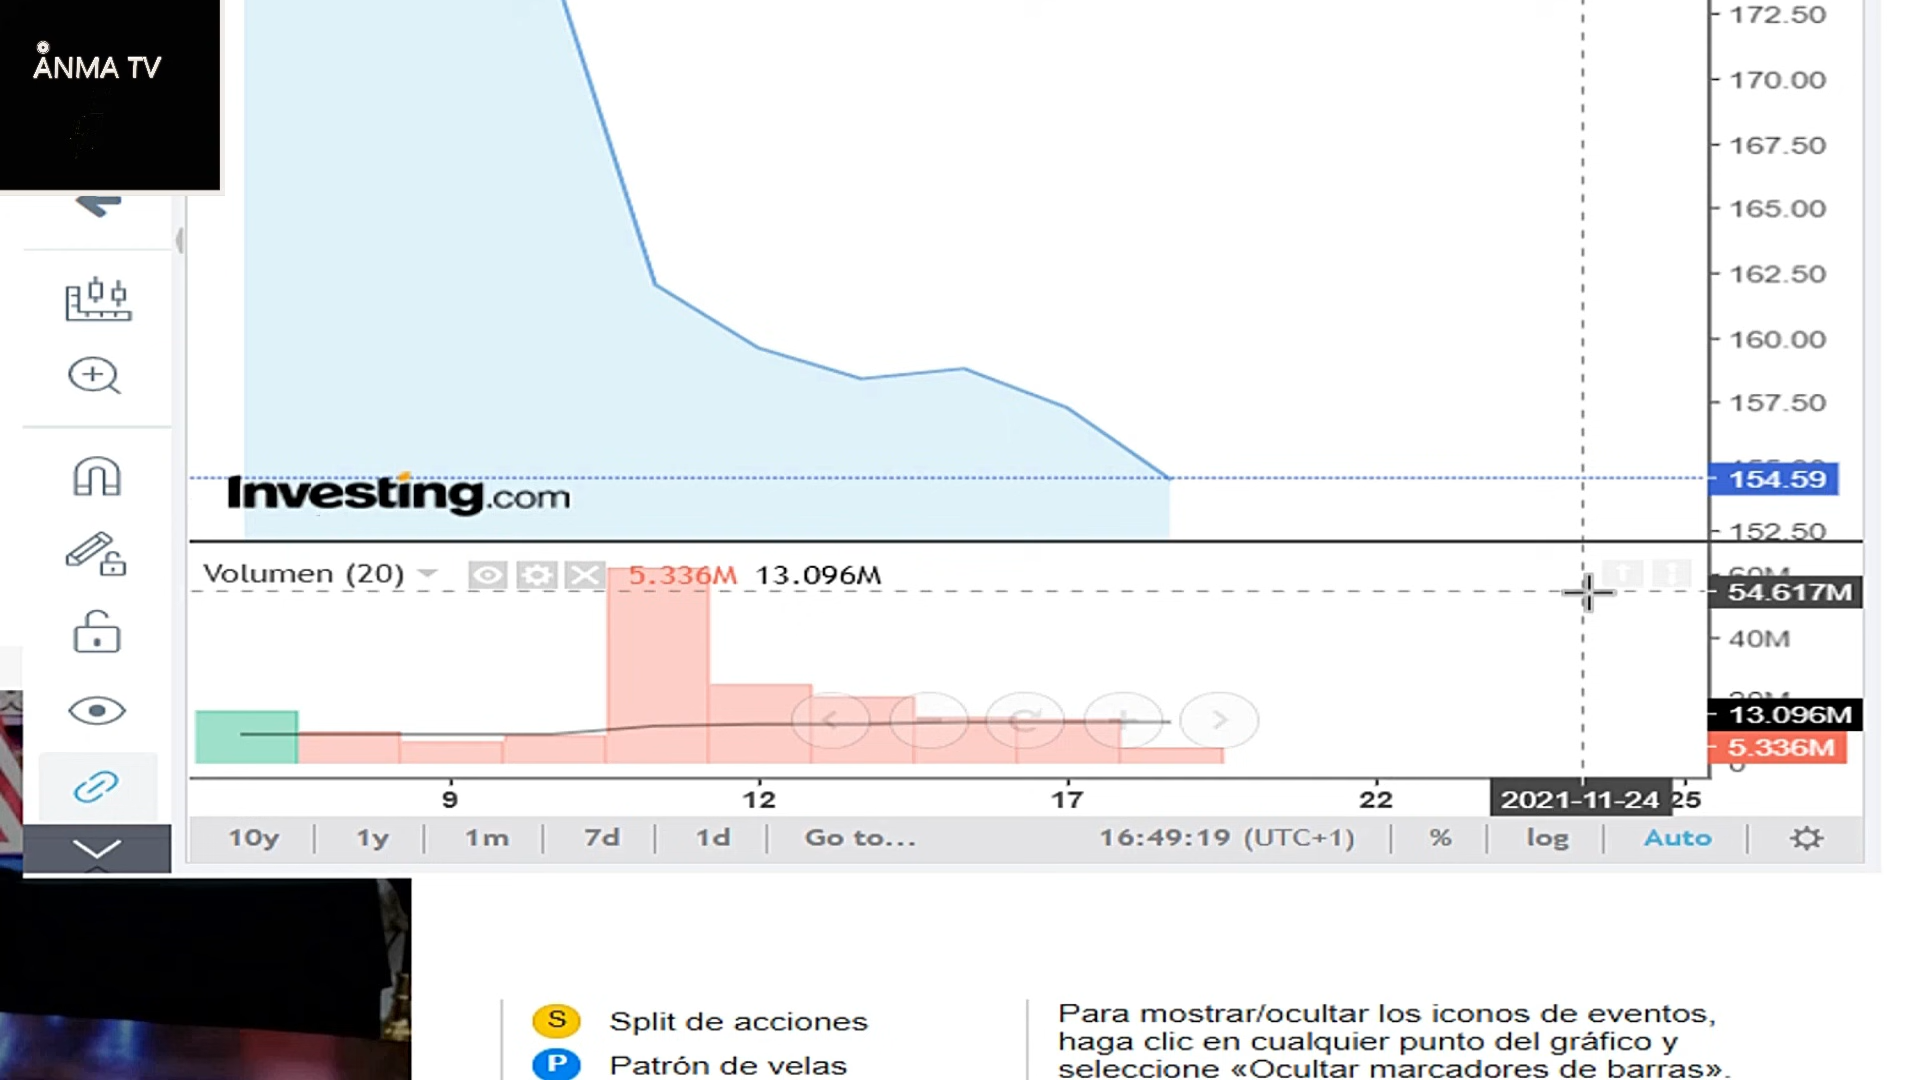 ANMA TV
172.50
170.00
167.50
165.00
162.50
160.00
157.50
154.59
152.50
Investing.com
Volumen (20)
5.336M 13.096M
54.617M
40M
13.096M
5.336M
0
9 12 17 22 2021-11-24 25
10y 1y 1m 7d 1d Go to... 16:49:19 (UTC+1) % log Auto
S Split de acciones
P Patrón de velas
Para mostrar/ocultar los iconos de eventos,
haga clic en cualquier punto del gráfico y
seleccione «Ocultar marcadores de barras».